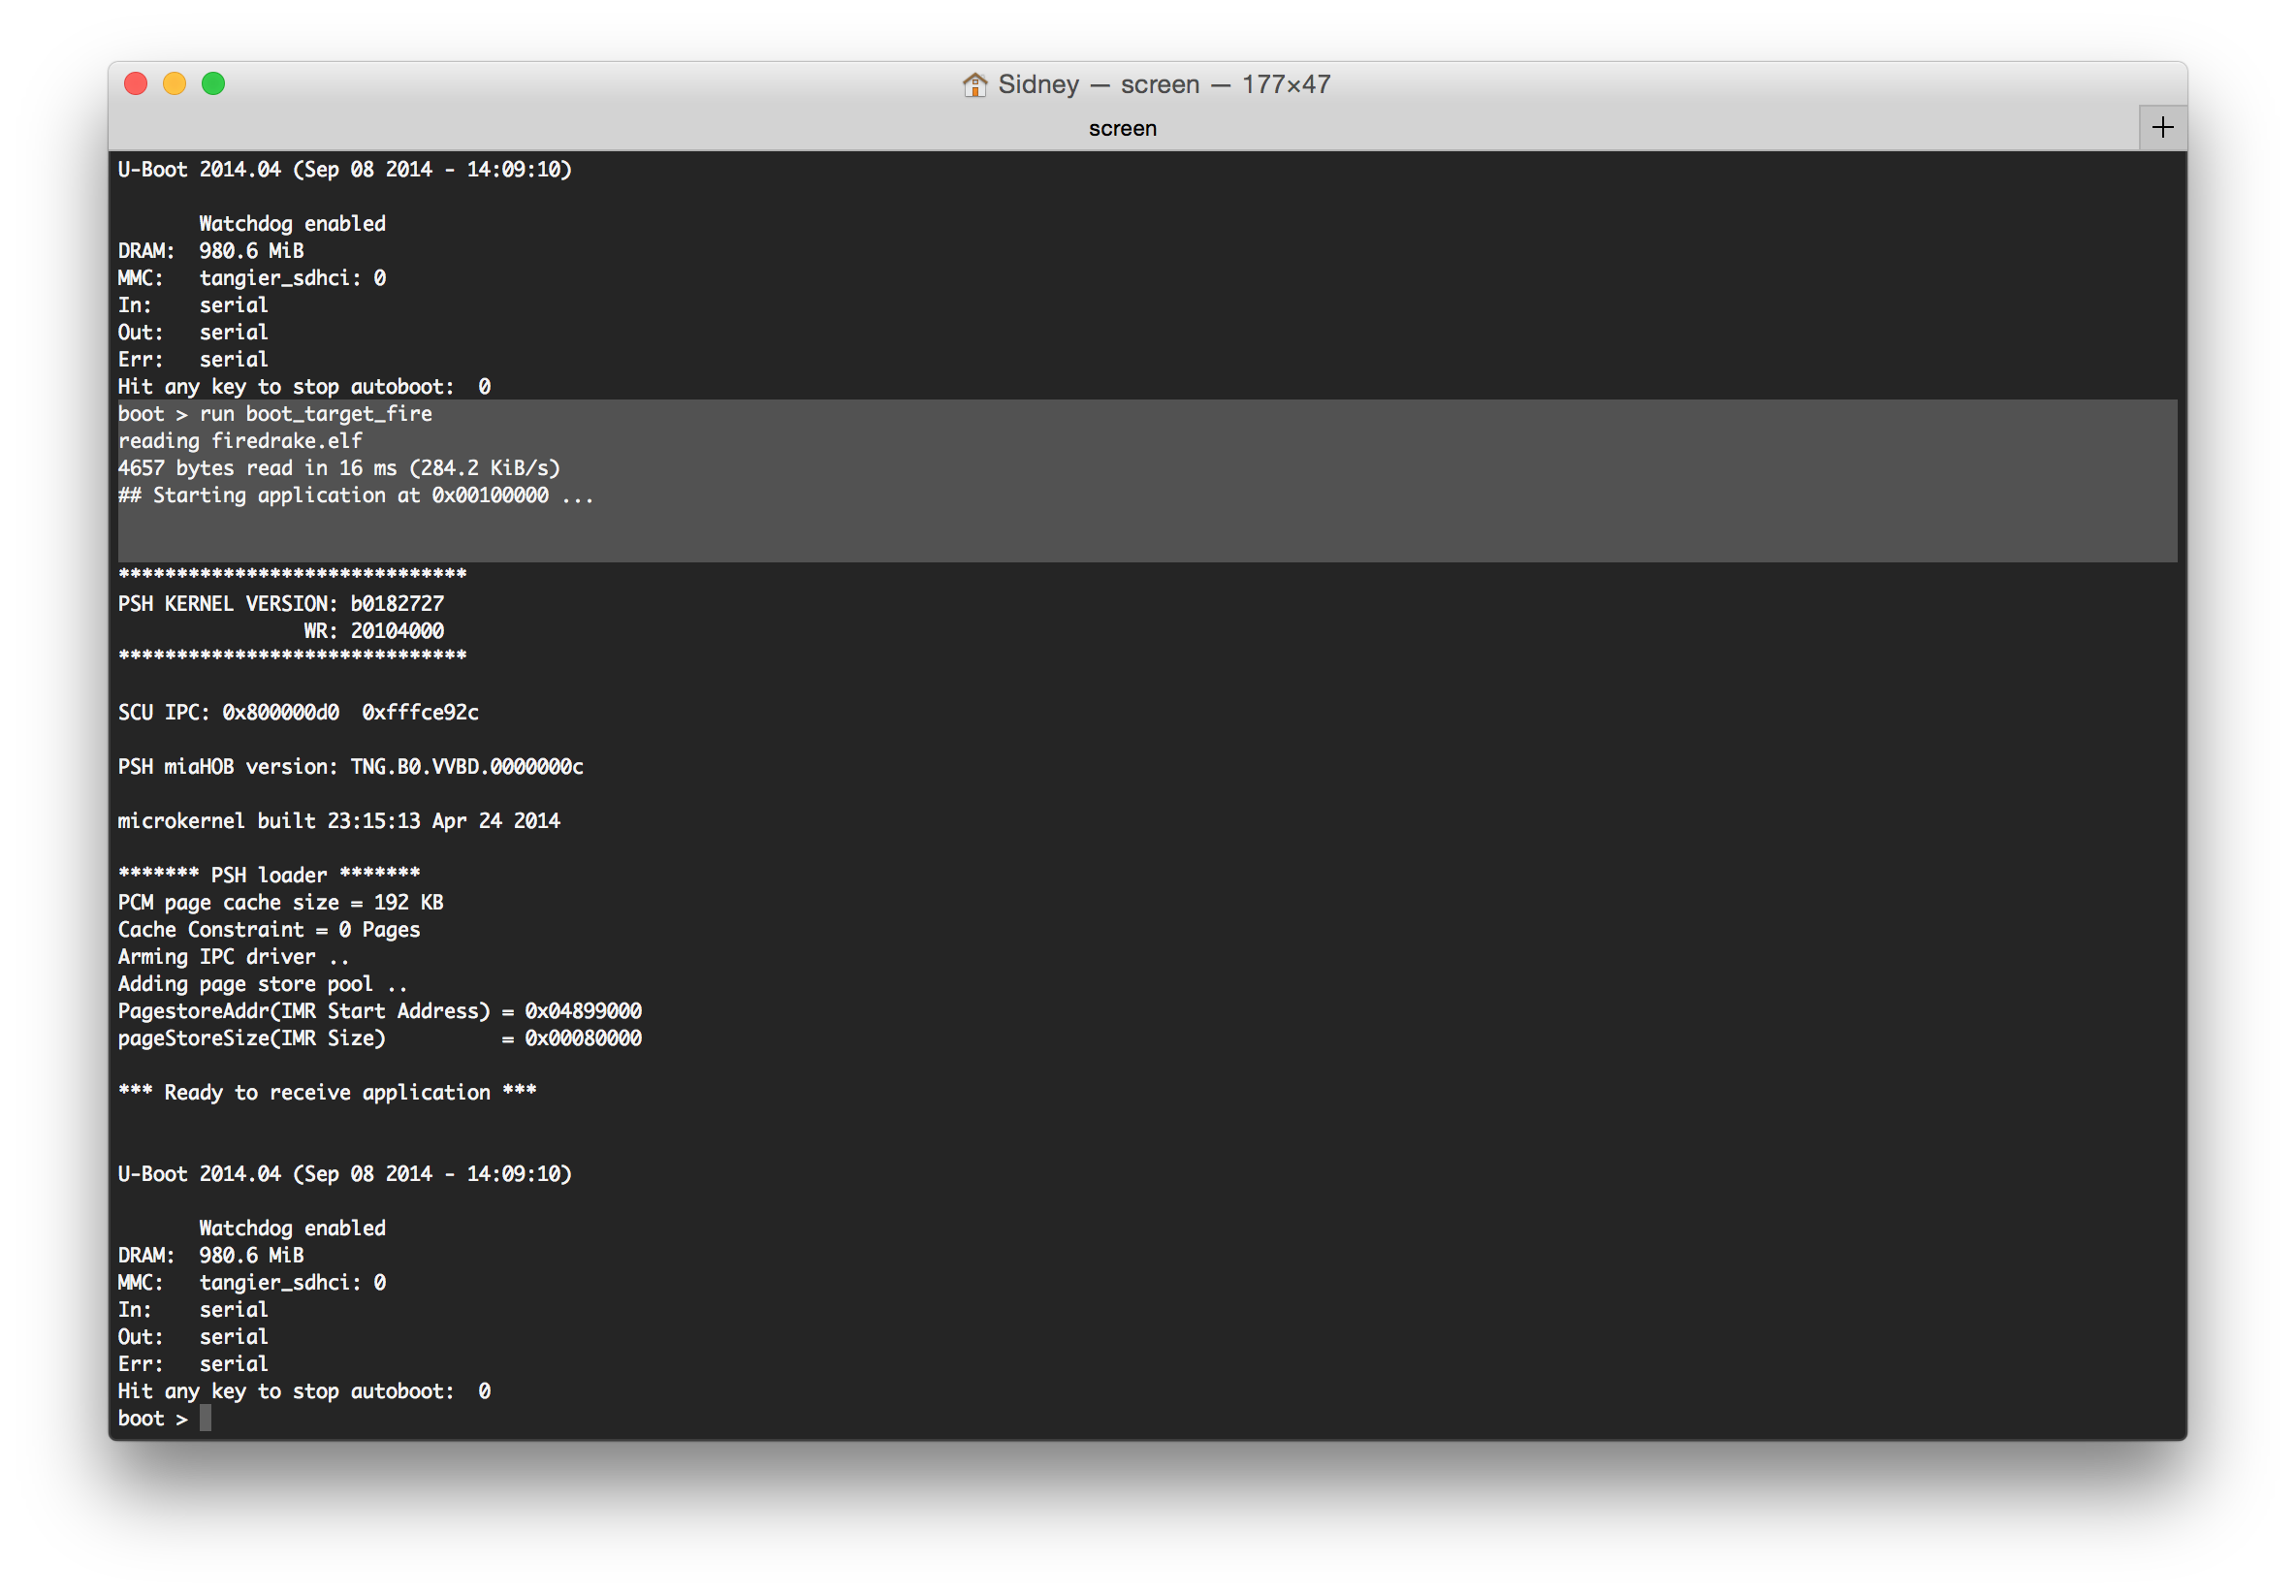 Sidney — screen — 177×47
screen
+
U-Boot 2014.04 (Sep 08 2014 - 14:09:10)
       Watchdog enabled
DRAM:  980.6 MiB
MMC:   tangier_sdhci: 0
In:    serial
Out:   serial
Err:   serial
Hit any key to stop autoboot:  0
boot > run boot_target_fire
reading firedrake.elf
4657 bytes read in 16 ms (284.2 KiB/s)
## Starting application at 0x00100000 ...
******************************
PSH KERNEL VERSION: b0182727
                WR: 20104000
******************************
SCU IPC: 0x800000d0  0xfffce92c
PSH miaHOB version: TNG.B0.VVBD.0000000c
microkernel built 23:15:13 Apr 24 2014
******* PSH loader *******
PCM page cache size = 192 KB
Cache Constraint = 0 Pages
Arming IPC driver ..
Adding page store pool ..
PagestoreAddr(IMR Start Address) = 0x04899000
pageStoreSize(IMR Size)          = 0x00080000
*** Ready to receive application ***
U-Boot 2014.04 (Sep 08 2014 - 14:09:10)
       Watchdog enabled
DRAM:  980.6 MiB
MMC:   tangier_sdhci: 0
In:    serial
Out:   serial
Err:   serial
Hit any key to stop autoboot:  0
boot >